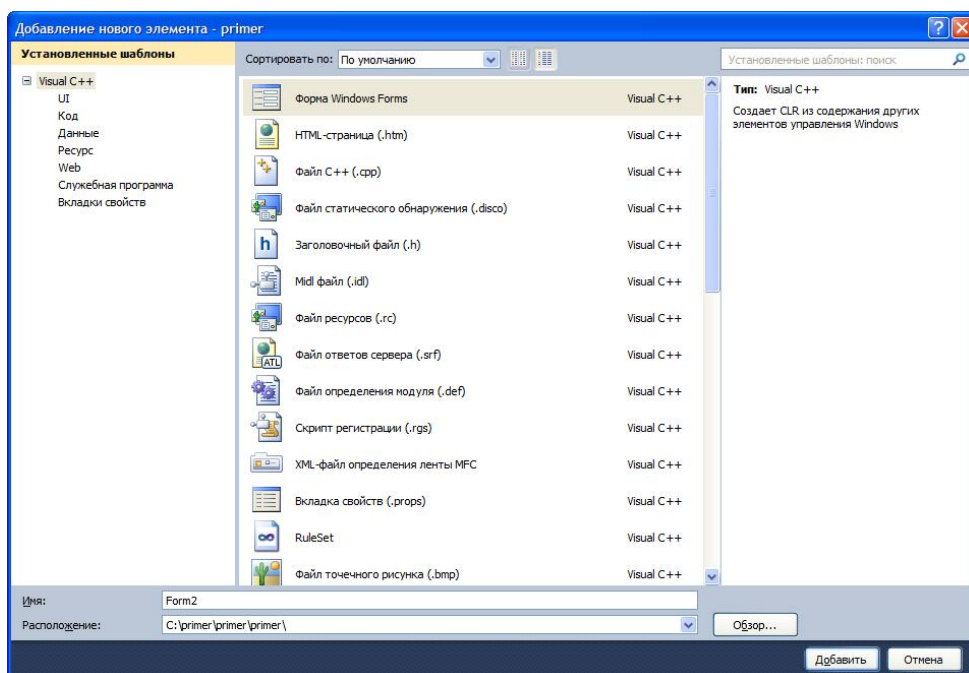 Добавление нового элемента - primer
Установленные шаблоны
Visual C++
UI
Код
Данные
Ресурс
Web
Служебная программа
Вкладки свойств
Сортировать по: По умолчанию
Форма Windows Forms Visual C++
HTML-страница (.htm) Visual C++
Файл C++ (.cpp) Visual C++
Файл статического обнаружения (.disco) Visual C++
h
Заголовочный файл (.h) Visual C++
Midl файл (.idl) Visual C++
Файл ресурсов (.rc) Visual C++
ATL
Файл ответов сервера (.srf) Visual C++
Файл определения модуля (.def) Visual C++
Скрипт регистрации (.rgs) Visual C++
XML-файл определения ленты MFC Visual C++
Вкладка свойств (.props) Visual C++
RuleSet Visual C++
Файл точечного рисунка (.bmp) Visual C++
Установленные шаблоны: поиск
Тип: Visual C++
Создает CLR из содержания других
элементов управления Windows
Имя: Form2
Расположение: C:\primer\primer\primer\
Обзор...
Добавить Отмена